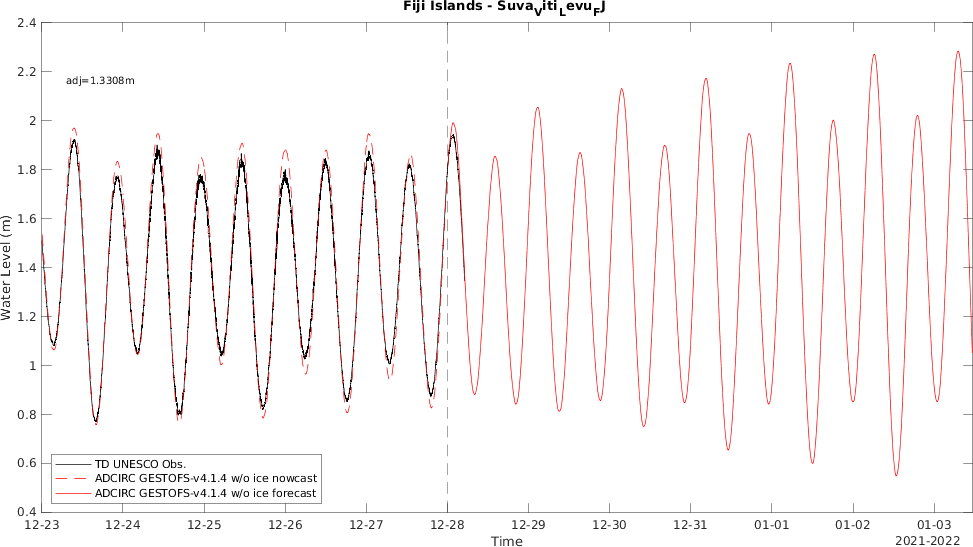 Fiji Islands - SuvaViti LevuFJ
2.4
2.2
adj=1.3308m
2
1.8
1.6
1.4
1.2
1
0.8
0.6
0.4
Water Level (m)
TD UNESCO Obs.
ADCIRC GESTOFS-v4.1.4 w/o ice nowcast
ADCIRC GESTOFS-v4.1.4 w/o ice forecast
12-23 12-24 12-25 12-26 12-27 12-28 12-29 12-30 12-31 01-01 01-02 01-03
Time
2021-2022